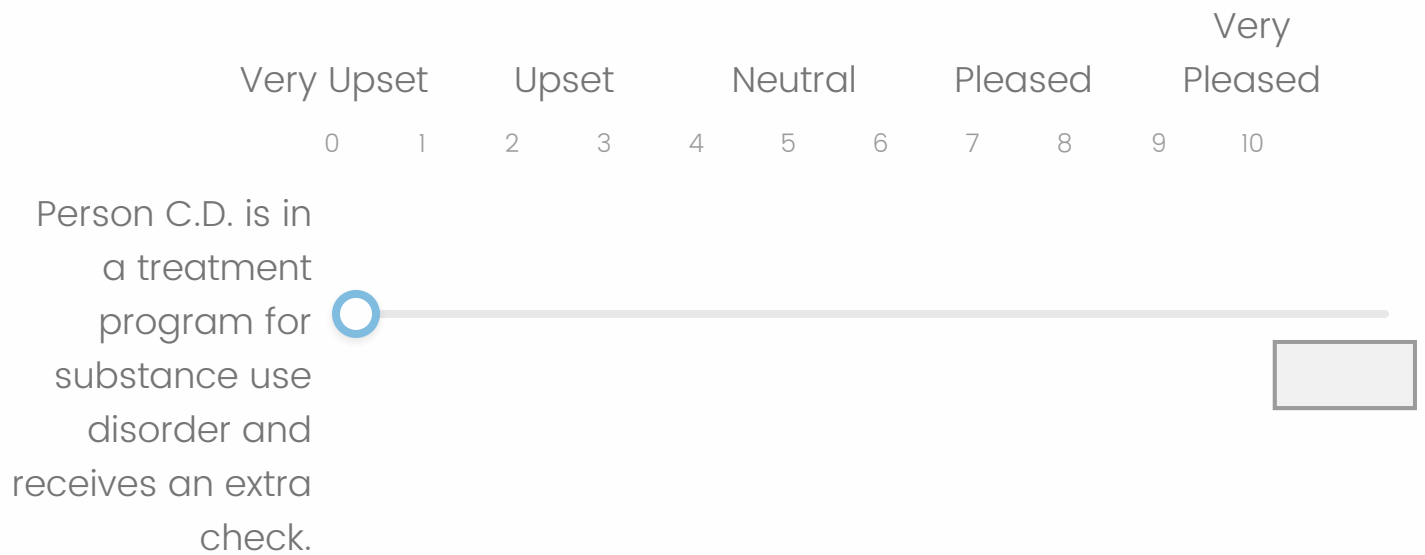 Very Upset Upset Neutral Pleased Very Pleased
0 1 2 3 4 5 6 7 8 9 10
Person C.D. is in
a treatment
program for
substance use
disorder and
receives an extra
check.